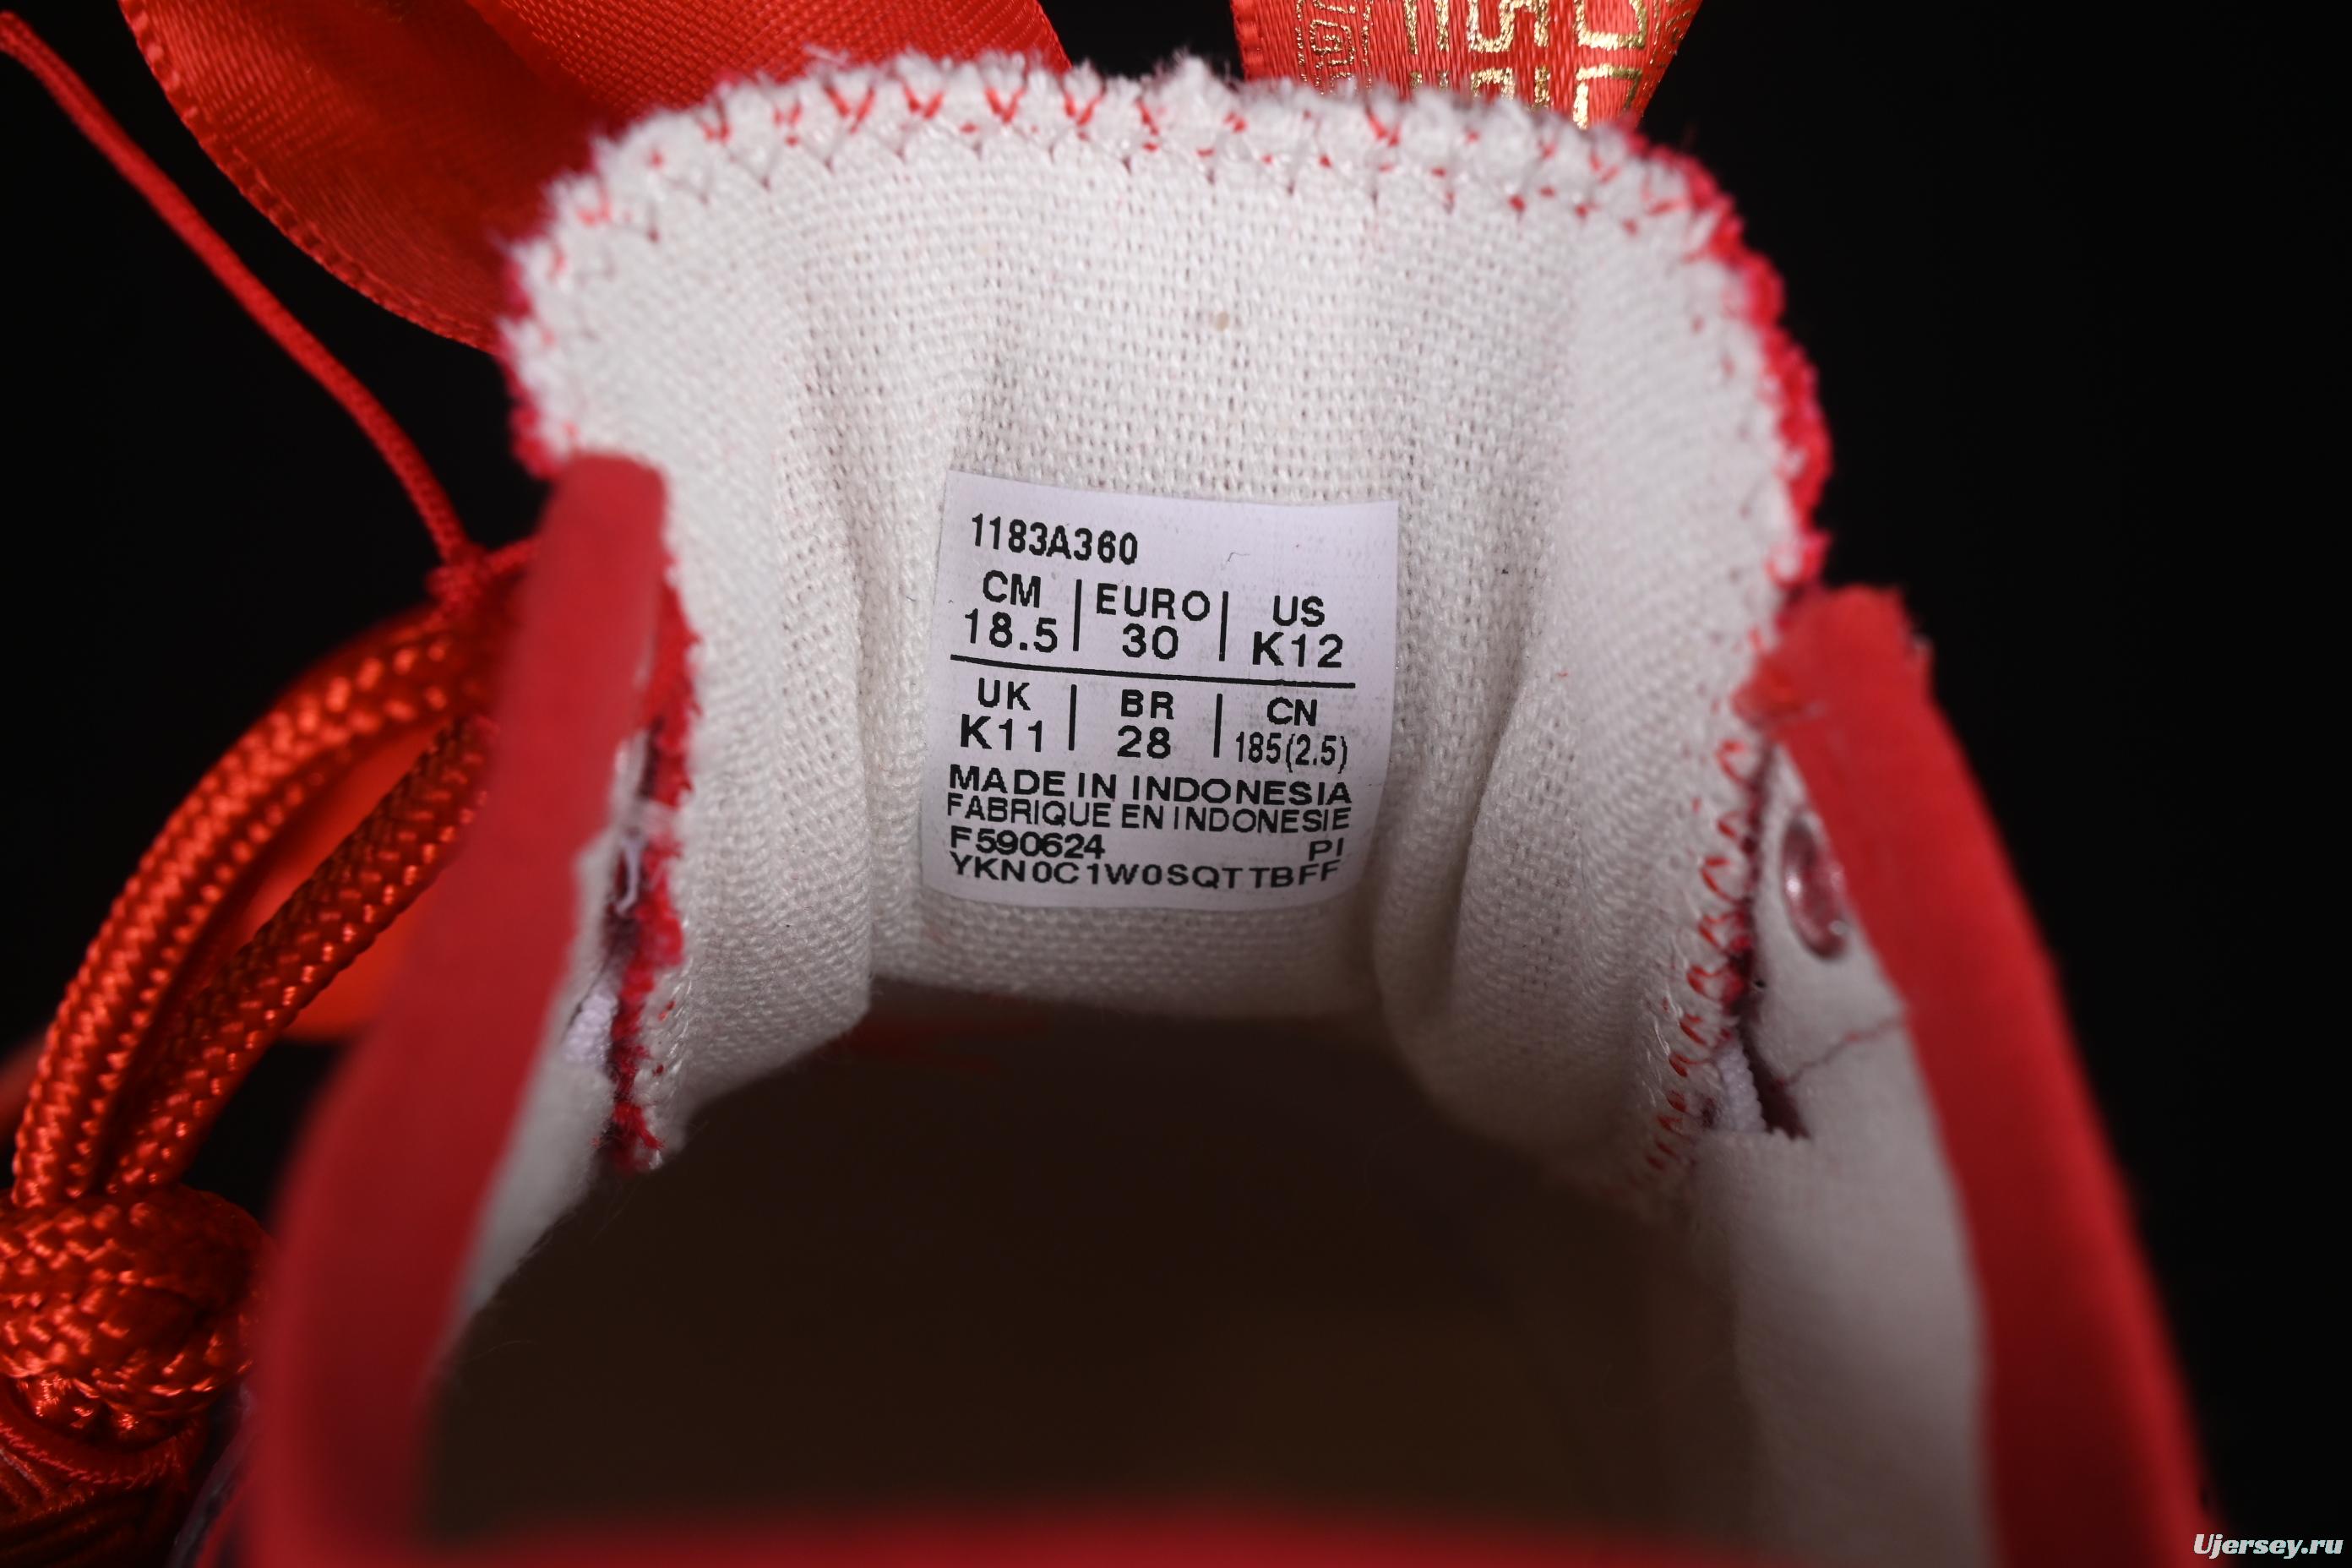 1183A360
CM | EURO | US
18.5 | 30 | K12
UK | BR | CN
K11 | 28 | 185(2.5)
MADE IN INDONESIA
FABRIQUE EN INDONESIE
F590624 PI
YKN0C1W0SQTTBFF
Ujersey.ru